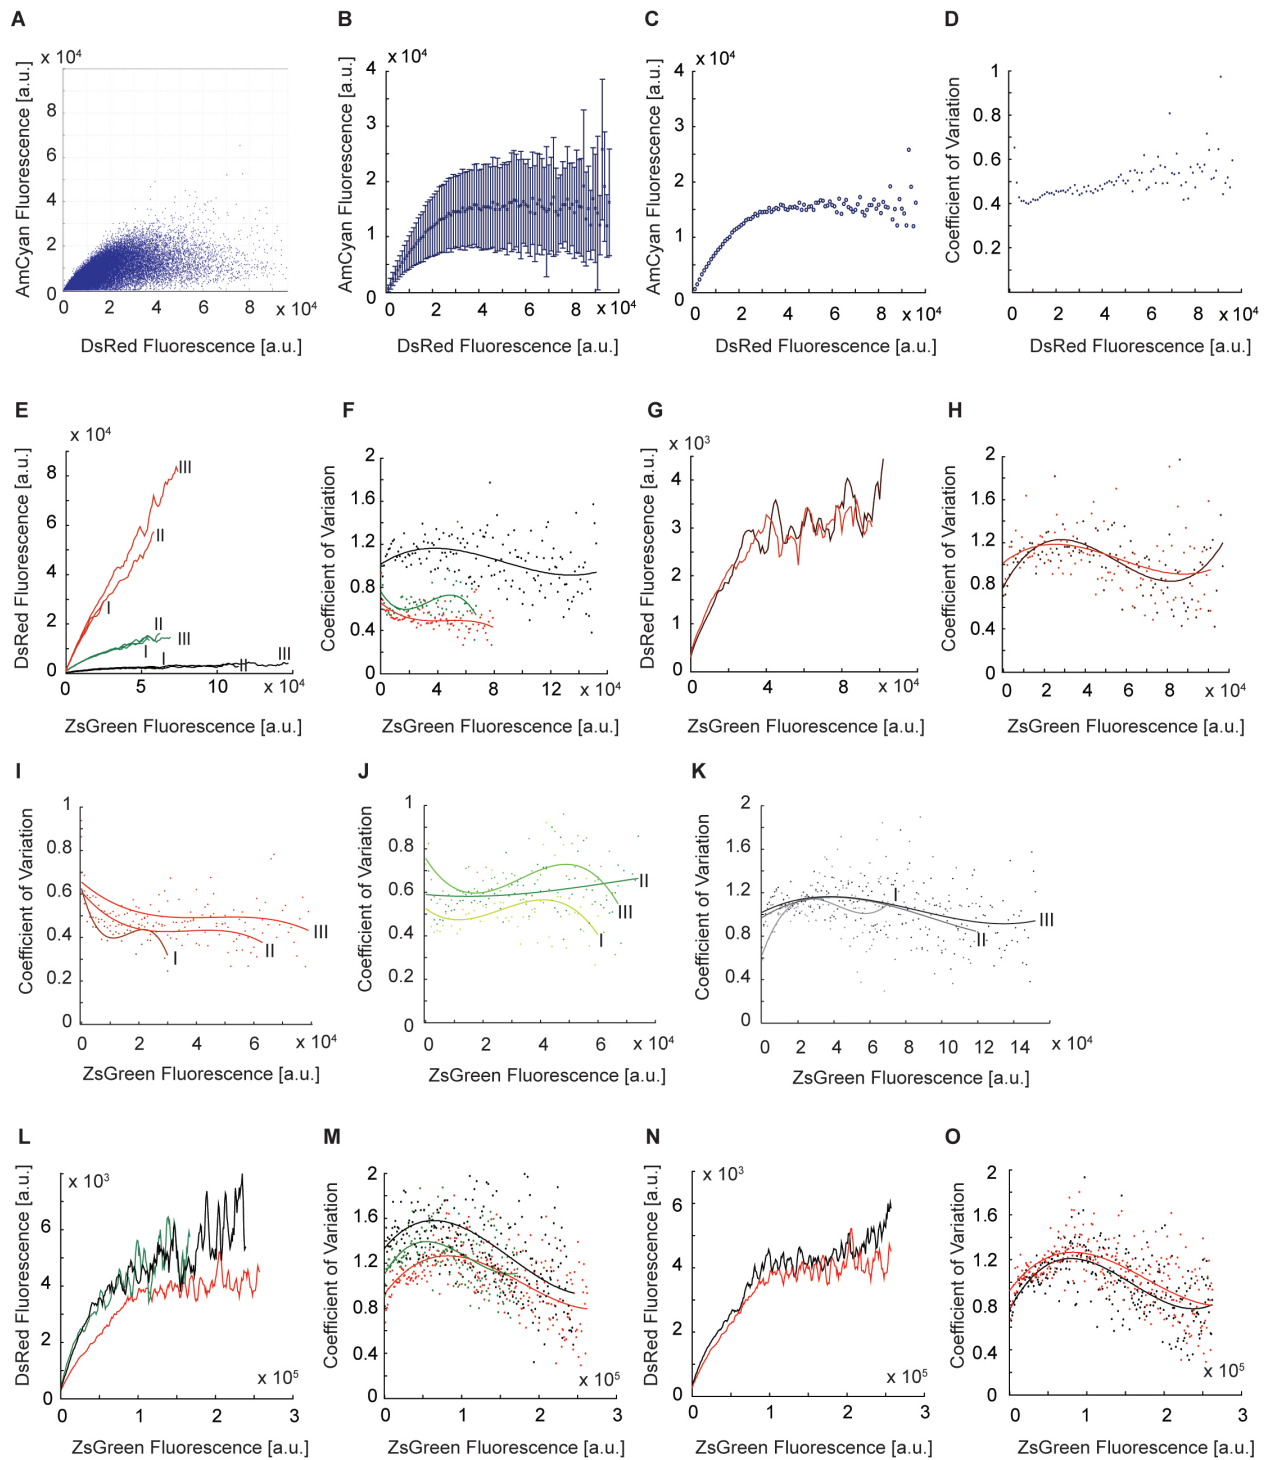 A
B
C
D
x 10⁴
AmCyan Fluorescence [a.u.]
8
6
4
2
0
0
2
4
6
8
x 10⁴
DsRed Fluorescence [a.u.]
x 10⁴
AmCyan Fluorescence [a.u.]
4
3
2
1
0
0
2
4
6
8
x 10⁴
DsRed Fluorescence [a.u.]
x 10⁴
AmCyan Fluorescence [a.u.]
4
3
2
1
0
0
2
4
6
8
x 10⁴
DsRed Fluorescence [a.u.]
Coefficient of Variation
1
0.8
0.6
0.4
0.2
0
2
4
6
8
x 10⁴
DsRed Fluorescence [a.u.]
E
F
G
H
x 10⁴
DsRed Fluorescence [a.u.]
8
6
4
2
0
III
II
I
II
III
I
I
II
III
0
5
10
x 10⁴
ZsGreen Fluorescence [a.u.]
Coefficient of Variation
2
1.6
1.2
0.8
0.4
0
0
4
8
12
x 10⁴
ZsGreen Fluorescence [a.u.]
x 10³
DsRed Fluorescence [a.u.]
4
3
2
1
0
0
4
8
x 10⁴
ZsGreen Fluorescence [a.u.]
Coefficient of Variation
2
1.6
1.2
0.8
0.4
0
0
2
4
6
8
x 10⁴
ZsGreen Fluorescence [a.u.]
I
J
K
Coefficient of Variation
1
0.8
0.6
0.4
0.2
0
I
II
III
0
2
4
6
x 10⁴
ZsGreen Fluorescence [a.u.]
Coefficient of Variation
1
0.8
0.6
0.4
0.2
0
II
III
I
0
2
4
6
x 10⁴
ZsGreen Fluorescence [a.u.]
Coefficient of Variation
2
1.6
1.2
0.8
0.4
0
I
II
III
0
2
4
6
8
10
12
14
x 10⁴
ZsGreen Fluorescence [a.u.]
L
M
N
O
x 10³
DsRed Fluorescence [a.u.]
6
4
2
0
x 10⁵
0
1
2
3
ZsGreen Fluorescence [a.u.]
Coefficient of Variation
2
1.6
1.2
0.8
0.4
0
x 10⁵
0
1
2
3
ZsGreen Fluorescence [a.u.]
x 10³
DsRed Fluorescence [a.u.]
6
4
2
0
x 10⁵
0
1
2
3
ZsGreen Fluorescence [a.u.]
Coefficient of Variation
2
1.6
1.2
0.8
0.4
0
x 10⁵
0
1
2
3
ZsGreen Fluorescence [a.u.]